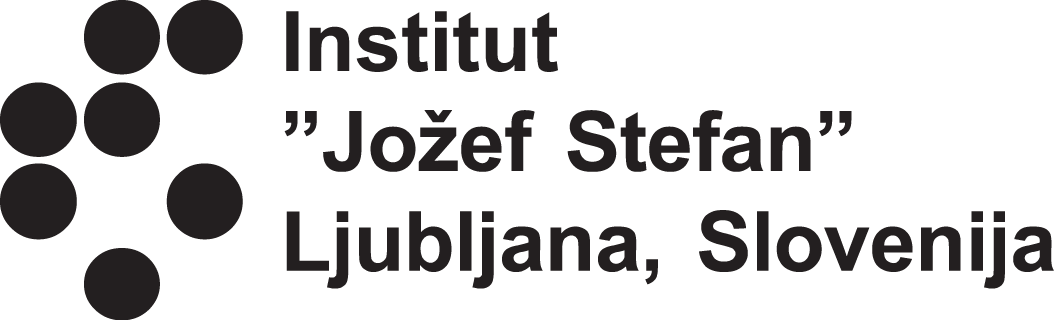 Institut
”Jožef Stefan”
Ljubljana, Slovenija